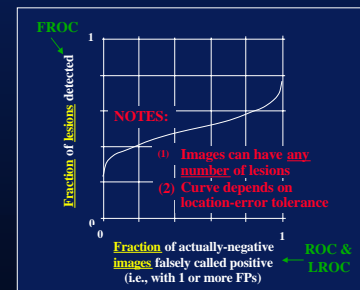 FROC
1
Fraction of lesions detected
NOTES:
(1) Images can have any
number of lesions
(2) Curve depends on
location-error tolerance
0
0
1
Fraction of actually-negative
images falsely called positive
(i.e., with 1 or more FPs)
ROC &
LROC